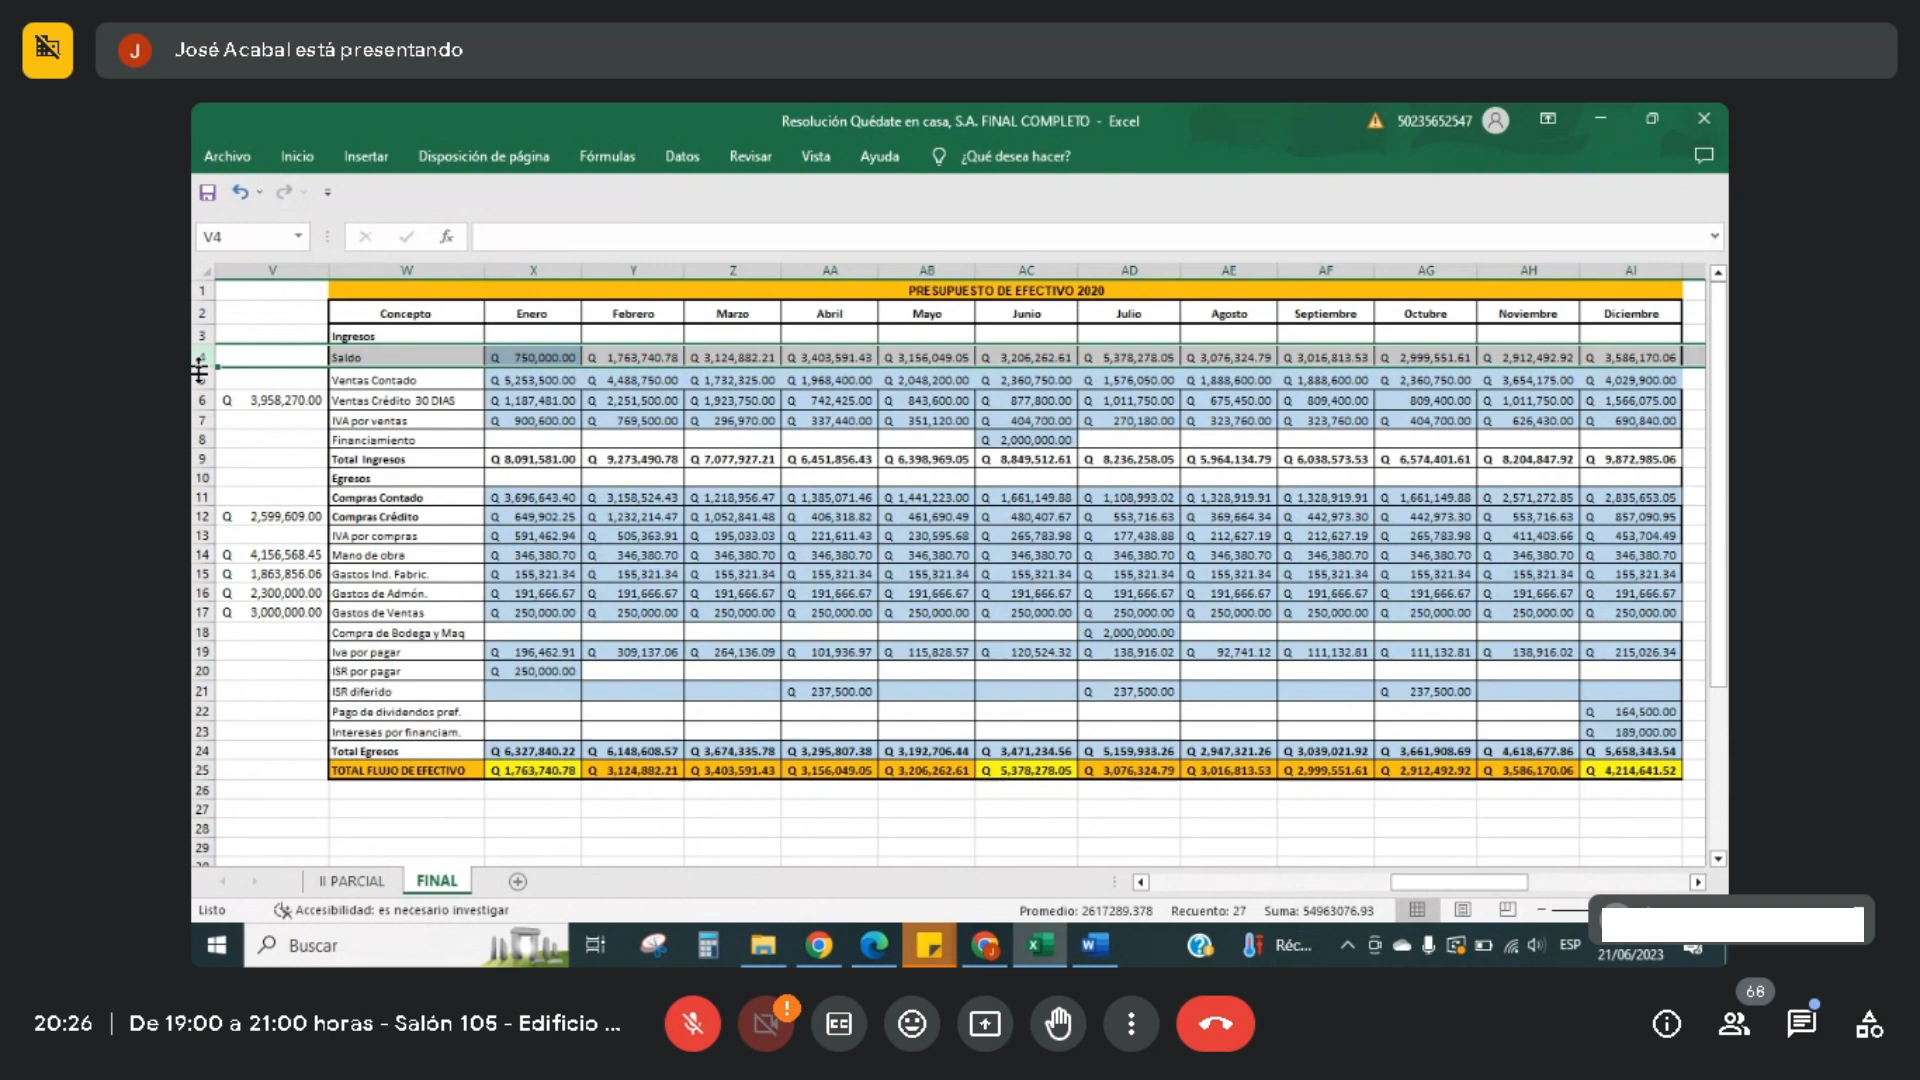 José Acabal está presentando
J
Resolución Quédate en casa, S.A. FINAL COMPLETO - Excel
50235652547
Archivo Inicio Insertar Disposición de página Fórmulas Datos Revisar Vista Ayuda ¿Qué desea hacer?
V4 fx
V W X Y Z AA AB AC AD AE AF AG AH AI
1 PRESUPUESTO DE EFECTIVO 2020
2 Concepto Enero Febrero Marzo Abril Mayo Junio Julio Agosto Septiembre Octubre Noviembre Diciembre
3 Ingresos
4 Saldo Q 750,000.00 Q 1,763,740.78 Q 3,124,882.21 Q 3,403,591.43 Q 3,156,049.05 Q 3,206,262.61 Q 5,378,278.05 Q 3,076,324.79 Q 3,016,813.53 Q 2,999,551.61 Q 2,912,492.92 Q 3,586,170.06
Ventas Contado Q 5,253,500.00 Q 4,488,750.00 Q 1,732,325.00 Q 1,968,400.00 Q 2,048,200.00 Q 2,360,750.00 Q 1,576,050.00 Q 1,888,600.00 Q 1,888,600.00 Q 2,360,750.00 Q 3,654,175.00 Q 4,029,900.00
6 Q 3,958,270.00 Ventas Crédito 30 DIAS Q 1,187,481.00 Q 2,251,500.00 Q 1,923,750.00 Q 742,425.00 Q 843,600.00 Q 877,800.00 Q 1,011,750.00 Q 675,450.00 Q 809,400.00 809,400.00 Q 1,011,750.00 Q 1,566,075.00
7 IVA por ventas Q 900,600.00 Q 769,500.00 Q 296,970.00 Q 337,440.00 Q 351,120.00 Q 404,700.00 Q 270,180.00 Q 323,760.00 Q 323,760.00 Q 404,700.00 Q 626,430.00 Q 690,840.00
8 Financiamiento Q 2,000,000.00
9 Total Ingresos Q 8,091,581.00 Q 9,273,490.78 Q 7,077,927.21 Q 6,451,856.43 Q 6,398,969.05 Q 8,849,512.61 Q 8,236,258.05 Q 5,964,134.79 Q 6,038,573.53 Q 6,574,401.61 Q 8,204,847.92 Q 9,872,985.06
10 Egresos
11 Compras Contado Q 3,696,643.40 Q 3,158,524.43 Q 1,218,956.47 Q 1,385,071.46 Q 1,441,223.00 Q 1,661,149.88 Q 1,108,993.02 Q 1,328,919.91 Q 1,328,919.91 Q 1,661,149.88 Q 2,571,272.85 Q 2,835,653.05
12 Q 2,599,609.00 Compras Crédito Q 649,902.25 Q 1,232,214.47 Q 1,052,841.48 Q 406,318.82 Q 461,690.49 Q 480,407.67 Q 553,716.63 Q 369,664.34 Q 442,973.30 Q 442,973.30 Q 553,716.63 Q 857,090.95
13 IVA por compras Q 591,462.94 Q 505,363.91 Q 195,033.03 Q 221,611.43 Q 230,595.68 Q 265,783.98 Q 177,438.88 Q 212,627.19 Q 212,627.19 Q 265,783.98 Q 411,403.66 Q 453,704.49
14 Q 4,156,568.45 Mano de obra Q 346,380.70 Q 346,380.70 Q 346,380.70 Q 346,380.70 Q 346,380.70 Q 346,380.70 Q 346,380.70 Q 346,380.70 Q 346,380.70 Q 346,380.70 Q 346,380.70 Q 346,380.70
15 Q 1,863,856.06 Gastos Ind. Fabric. Q 155,321.34 Q 155,321.34 Q 155,321.34 Q 155,321.34 Q 155,321.34 Q 155,321.34 Q 155,321.34 Q 155,321.34 Q 155,321.34 Q 155,321.34 Q 155,321.34 Q 155,321.34
16 Q 2,300,000.00 Gastos de Admón. Q 191,666.67 Q 191,666.67 Q 191,666.67 Q 191,666.67 Q 191,666.67 Q 191,666.67 Q 191,666.67 Q 191,666.67 Q 191,666.67 Q 191,666.67 Q 191,666.67 Q 191,666.67
17 Q 3,000,000.00 Gastos de Ventas Q 250,000.00 Q 250,000.00 Q 250,000.00 Q 250,000.00 Q 250,000.00 Q 250,000.00 Q 250,000.00 Q 250,000.00 Q 250,000.00 Q 250,000.00 Q 250,000.00 Q 250,000.00
18 Compra de Bodega y Maq Q 2,000,000.00
19 Iva por pagar Q 196,462.91 Q 309,137.06 Q 264,136.09 Q 101,936.97 Q 115,828.57 Q 120,524.32 Q 138,916.02 Q 92,741.12 Q 111,132.81 Q 111,132.81 Q 138,916.02 Q 215,026.34
20 ISR por pagar Q 250,000.00
21 ISR diferido Q 237,500.00 Q 237,500.00 Q 237,500.00
22 Pago de dividendos pref. Q 164,500.00
23 Intereses por financiam. Q 189,000.00
24 Total Egresos Q 6,327,840.22 Q 6,148,608.57 Q 3,674,335.78 Q 3,295,807.38 Q 3,192,706.44 Q 3,471,234.56 Q 5,159,933.26 Q 2,947,321.26 Q 3,039,021.92 Q 3,661,908.69 Q 4,618,677.86 Q 5,658,343.54
25 TOTAL FLUJO DE EFECTIVO Q 1,763,740.78 Q 3,124,882.21 Q 3,403,591.43 Q 3,156,049.05 Q 3,206,262.61 Q 5,378,278.05 Q 3,076,324.79 Q 3,016,813.53 Q 2,999,551.61 Q 2,912,492.92 Q 3,586,170.06 Q 4,214,641.52
26
27
28
29
II PARCIAL FINAL
Listo Accesibilidad: es necesario investigar Promedio: 2617289.378 Recuento: 27 Suma: 54963076.93
Buscar Réc... ESP
21/06/2023
68
20:26 | De 19:00 a 21:00 horas - Salón 105 - Edificio ...